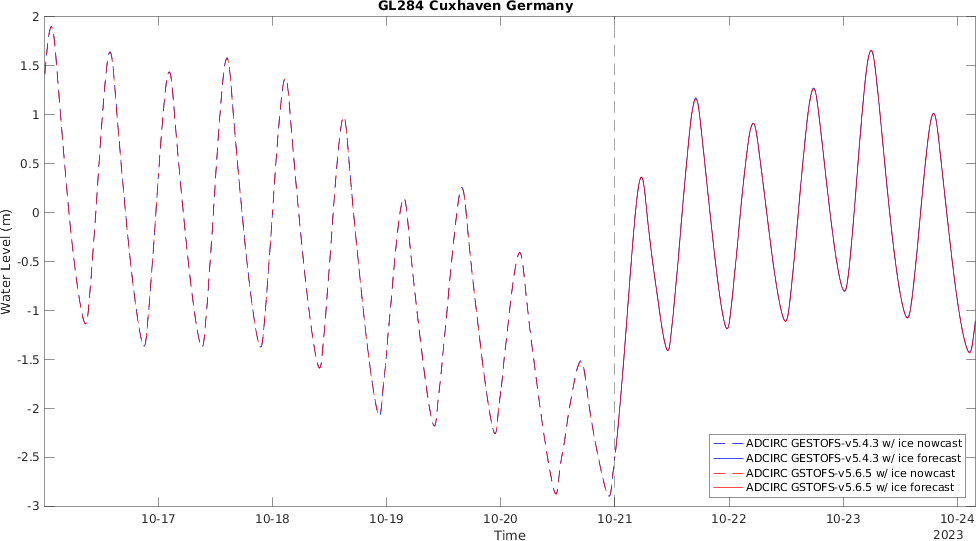 GL284 Cuxhaven Germany
2
1.5
1
0.5
0
-0.5
-1
-1.5
-2
-2.5
-3
Water Level (m)
ADCIRC GESTOFS-v5.4.3 w/ ice nowcast
ADCIRC GESTOFS-v5.4.3 w/ ice forecast
ADCIRC GSTOFS-v5.6.5 w/ ice nowcast
ADCIRC GSTOFS-v5.6.5 w/ ice forecast
10-17 10-18 10-19 10-20 10-21 10-22 10-23 10-24
2023
Time